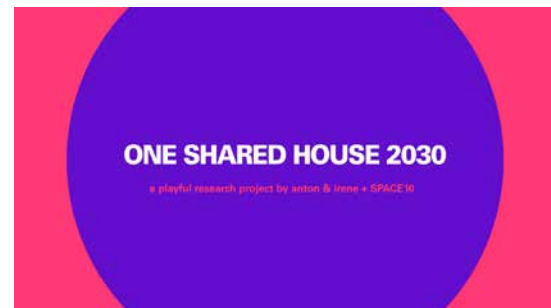 ONE SHARED HOUSE 2030
a playful research project by anton & irene + SPACE10